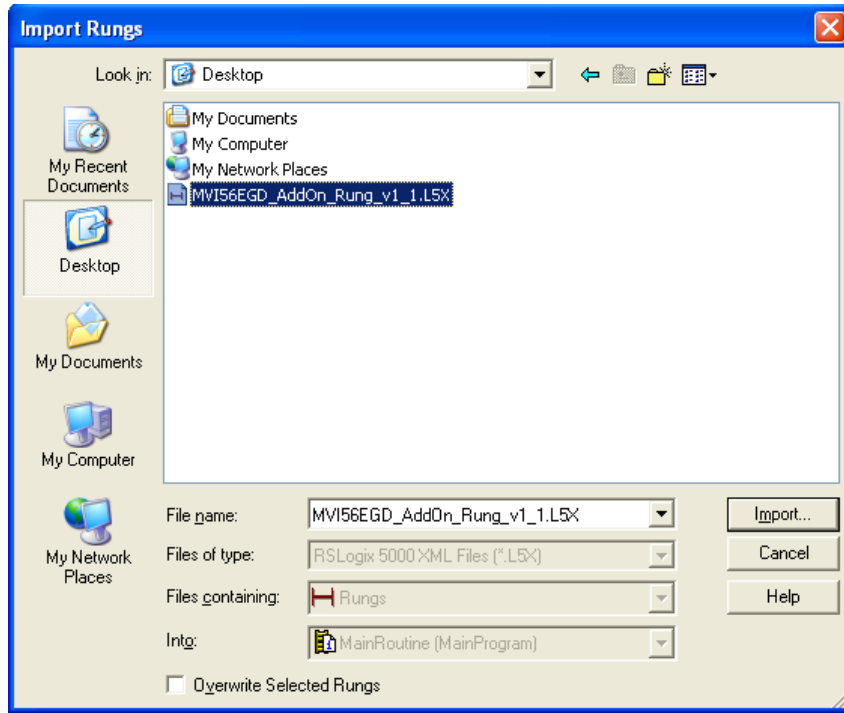 Import Rungs
Look in: Desktop
My Documents
My Computer
My Network Places
MVI56EGD_AddOn_Rung_v1_1.L5X
My Recent
Documents
Desktop
My Documents
My Computer
My Network
Places
File name: MVI56EGD_AddOn_Rung_v1_1.L5X Import...
Files of type: RSLogix 5000 XML Files (*.L5X) Cancel
Files containing: Rungs Help
Into: MainRoutine (MainProgram)
Overwrite Selected Rungs